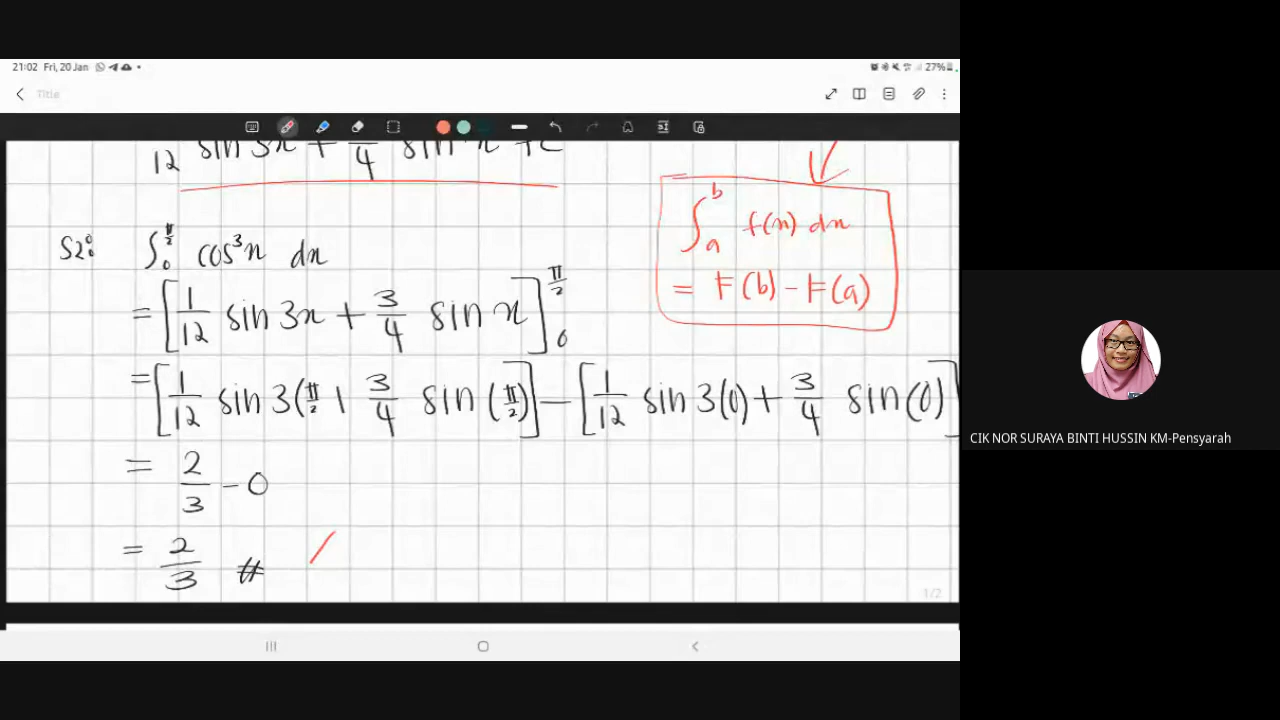 21:02 Fri, 20 Jan
27%
Title
12 sin 3x + 4 sin x + C
∫ᵇₐ f(x) dx
= F(b) - F(a)
S2: ∫₀^(π/2) cos³x dx
= [1/12 sin 3x + 3/4 sin x]₀^(π/2)
= [1/12 sin 3(π/2 + 3/4 sin (π/2)] - [1/12 sin 3(0) + 3/4 sin(0)]
= 2/3 - 0
= 2/3 #
1/2
CIK NOR SURAYA BINTI HUSSIN KM-Pensyarah